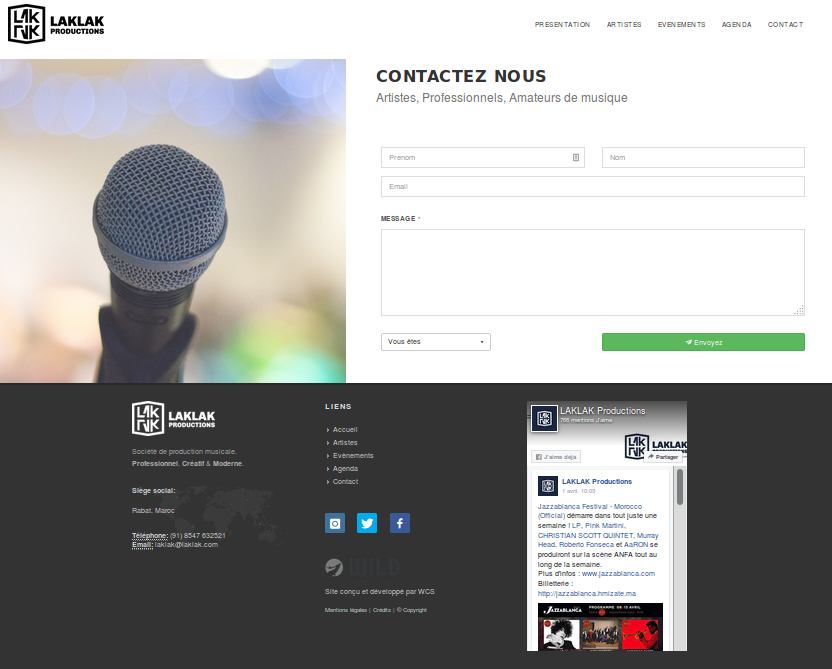 LAKLAK
PRODUCTIONS
PRESENTATION ARTISTES EVENEMENTS AGENDA CONTACT
CONTACTEZ NOUS
Artistes, Professionnels, Amateurs de musique
Prénom
Nom
Email
MESSAGE *
Vous êtes
Envoyez
LAKLAK
PRODUCTIONS
Société de production musicale.
Professionnel, Créatif & Moderne.
Siège social:
Rabat, Maroc
Téléphone: (91) 8547 632521
Email: laklak@laklak.com
LIENS
Accueil
Artistes
Evénements
Agenda
Contact
WILD
Site conçu et développé par WCS
Mentions légales | Crédits | © Copyright
LAKLAK Productions
766 mentions J'aime
LAKLAK
PRODUCTIONS
J'aime déjà
Partager
LAKLAK Productions
1 avril, 10:03
Jazzablanca Festival - Morocco
(Official) démarre dans tout juste une
semaine ! LP, Pink Martini,
CHRISTIAN SCOTT QUINTET, Murray
Head, Roberto Fonseca et AaRON se
produiront sur la scène ANFA tout au
long de la semaine.
Plus d'infos : www.jazzablanca.com
Billetterie :
http://jazzablanca.hmizate.ma
JAZZABLANCA